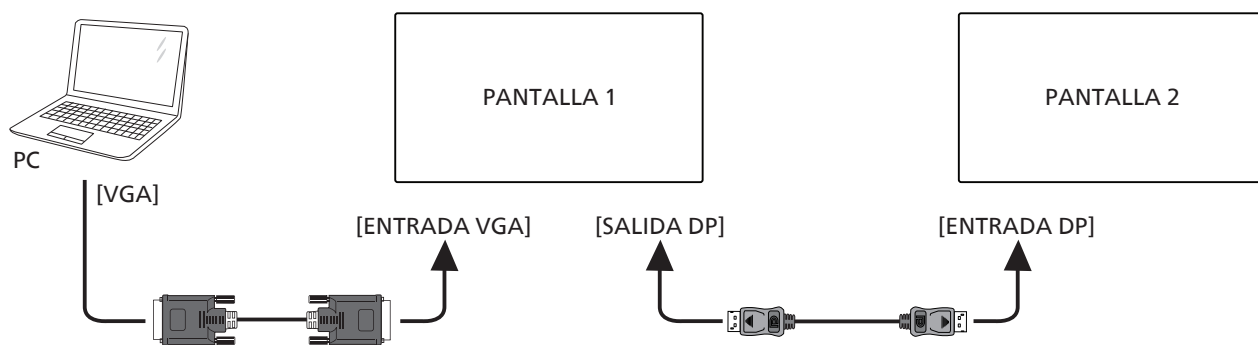 PANTALLA 1
PANTALLA 2
PC
[VGA]
[ENTRADA VGA]
[SALIDA DP]
[ENTRADA DP]